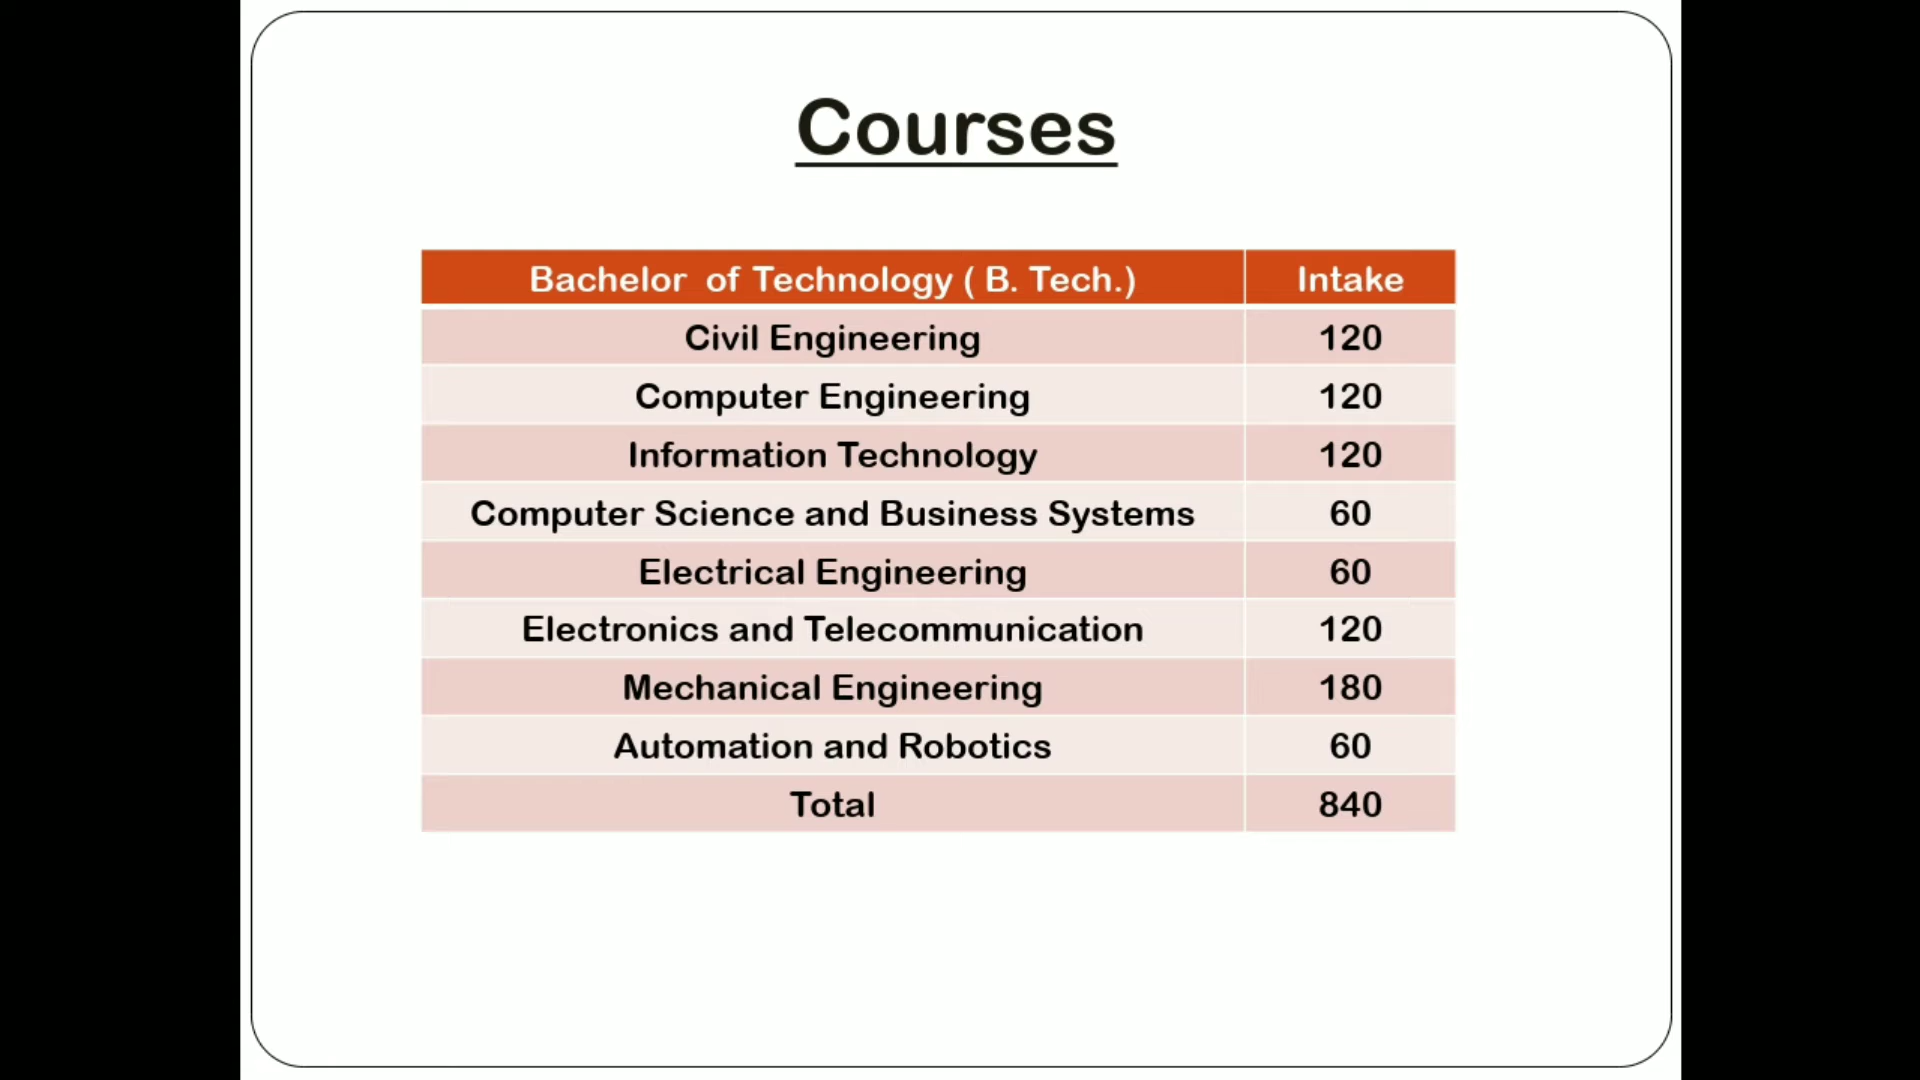 Courses
Bachelor of Technology ( B. Tech.) Intake
Civil Engineering 120
Computer Engineering 120
Information Technology 120
Computer Science and Business Systems 60
Electrical Engineering 60
Electronics and Telecommunication 120
Mechanical Engineering 180
Automation and Robotics 60
Total 840